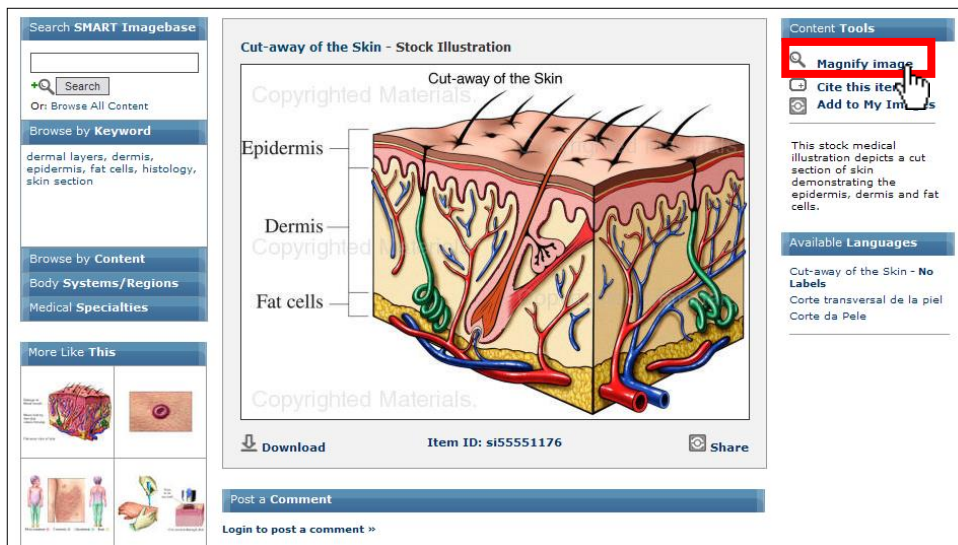 Search SMART Imagebase
Search
Or: Browse All Content
Browse by Keyword
dermal layers, dermis,
epidermis, fat cells, histology,
skin section
Browse by Content
Body Systems/Regions
Medical Specialties
More Like This
Cut-away of the Skin - Stock Illustration
Cut-away of the Skin
Copyrighted Materials.
Epidermis
Dermis
Copyrighted Materials.
Fat cells
Copyrighted Materials.
Download
Item ID: si55551176
Share
Post a Comment
Login to post a comment »
Content Tools
Magnify image
Cite this item
Add to My Images
This stock medical
illustration depicts a cut
section of skin
demonstrating the
epidermis, dermis and fat
cells.
Available Languages
Cut-away of the Skin - No
Labels
Corte transversal de la piel
Corte da Pele